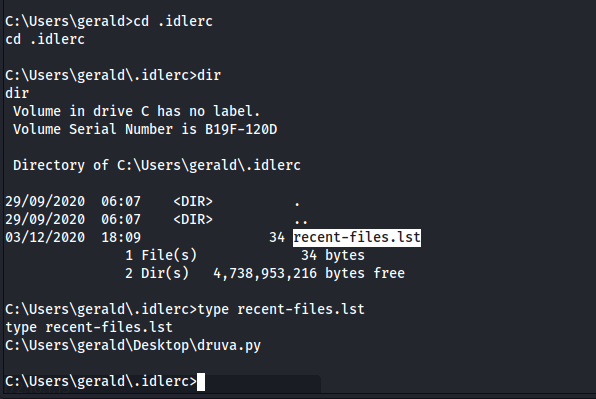 C:\Users\gerald>cd .idlerc
cd .idlerc
C:\Users\gerald\.idlerc>dir
dir
 Volume in drive C has no label.
 Volume Serial Number is B19F-120D
 Directory of C:\Users\gerald\.idlerc
29/09/2020  06:07    <DIR>          .
29/09/2020  06:07    <DIR>          ..
03/12/2020  18:09                34 recent-files.lst
               1 File(s)             34 bytes
               2 Dir(s)   4,738,953,216 bytes free
C:\Users\gerald\.idlerc>type recent-files.lst
type recent-files.lst
C:\Users\gerald\Desktop\druva.py
C:\Users\gerald\.idlerc>